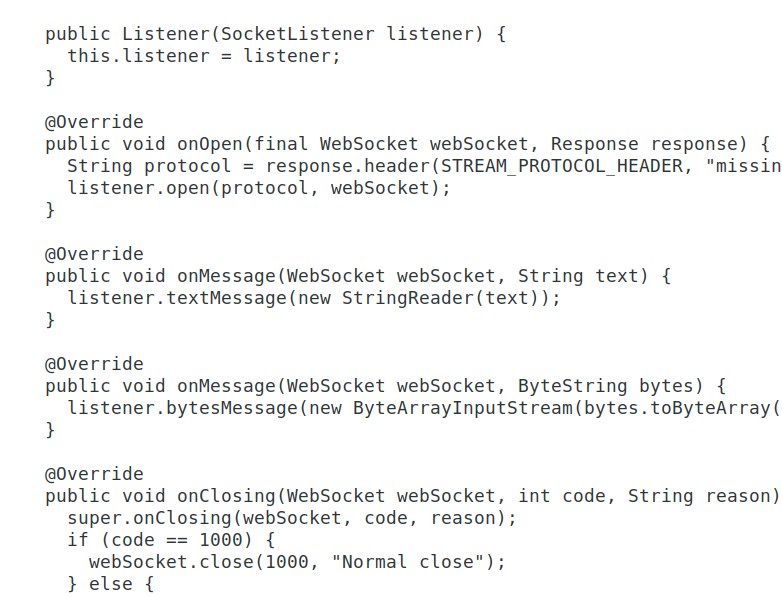 public Listener(SocketListener listener) {
this.listener = listener;
}
@Override
public void onOpen(final WebSocket webSocket, Response response) {
String protocol = response.header(STREAM_PROTOCOL_HEADER, "missin
listener.open(protocol, webSocket);
}
@Override
public void onMessage(WebSocket webSocket, String text) {
listener.textMessage(new StringReader(text));
}
@Override
public void onMessage(WebSocket webSocket, ByteString bytes) {
listener.bytesMessage(new ByteArrayInputStream(bytes.toByteArray(
}
@Override
public void onClosing(WebSocket webSocket, int code, String reason)
super.onClosing(webSocket, code, reason);
if (code == 1000) {
webSocket.close(1000, "Normal close");
} else {